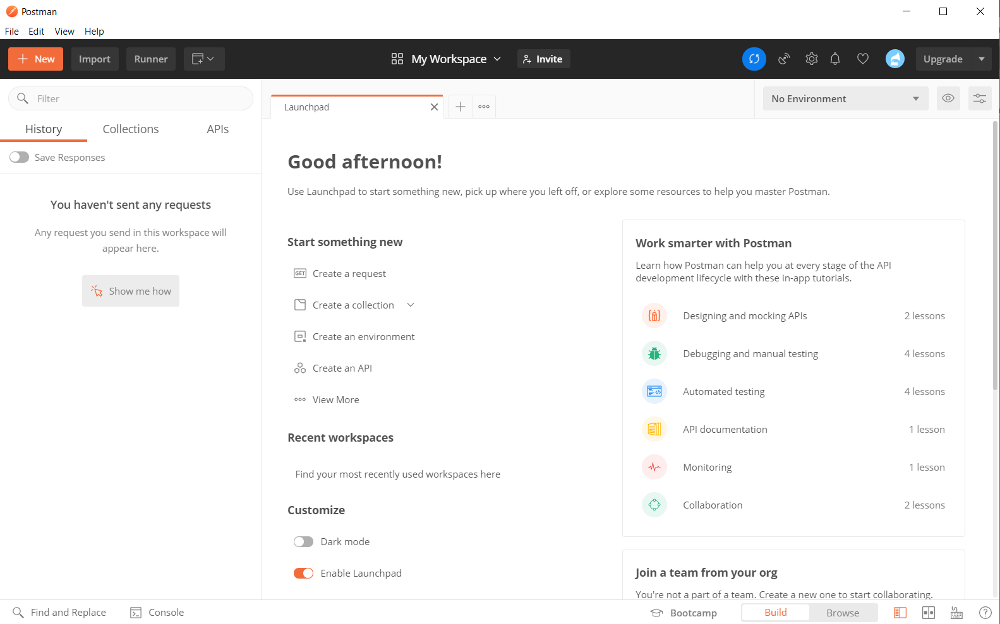 Postman
File Edit View Help
New Import Runner My Workspace Invite Upgrade
Filter
Launchpad
No Environment
History Collections APIs
Save Responses
You haven't sent any requests
Any request you send in this workspace will
appear here.
Show me how
Good afternoon!
Use Launchpad to start something new, pick up where you left off, or explore some resources to help you master Postman.
Start something new
GET Create a request
Create a collection
Create an environment
Create an API
View More
Recent workspaces
Find your most recently used workspaces here
Customize
Dark mode
Enable Launchpad
Work smarter with Postman
Learn how Postman can help you at every stage of the API
development lifecycle with these in-app tutorials.
Designing and mocking APIs 2 lessons
Debugging and manual testing 4 lessons
Automated testing 4 lessons
API documentation 1 lesson
Monitoring 1 lesson
Collaboration 2 lessons
Join a team from your org
You're not a part of a team. Create a new one to start collaborating.
Find and Replace Console Bootcamp Build Browse